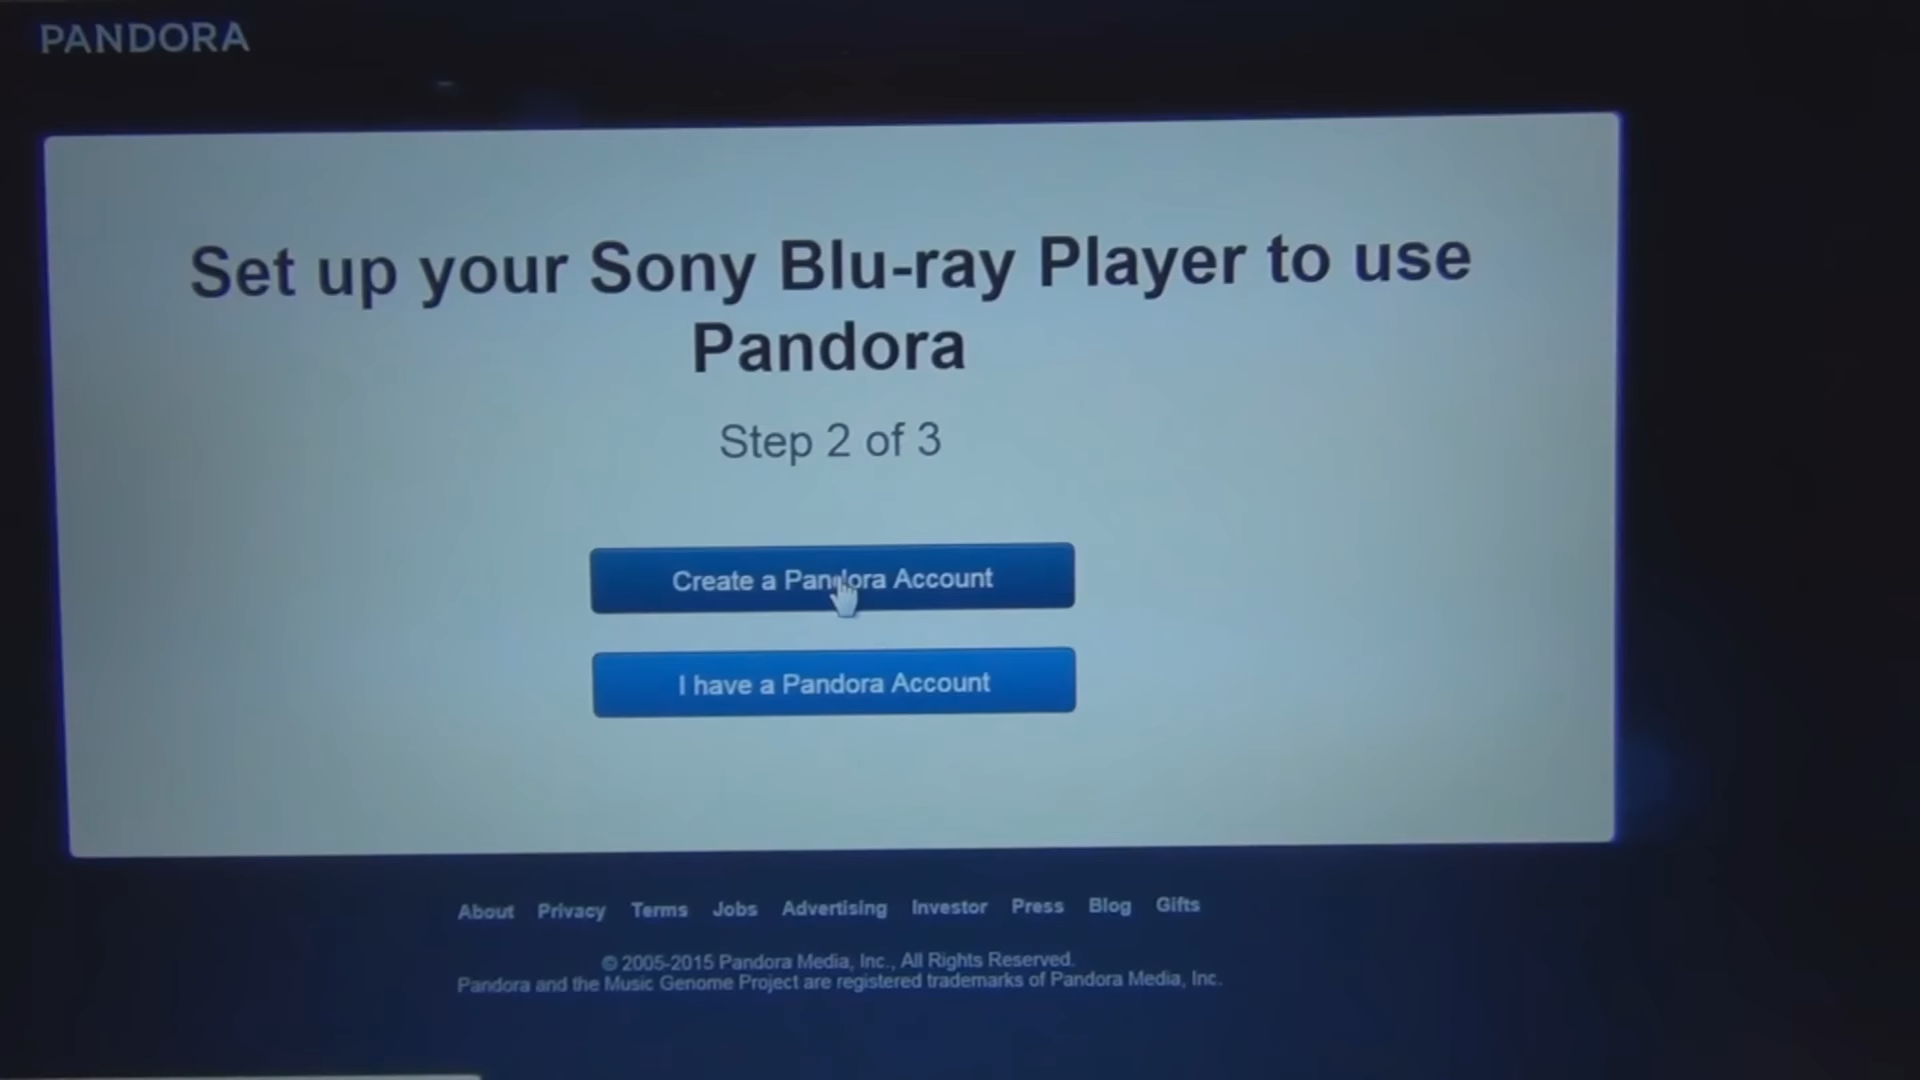 PANDORA
Set up your Sony Blu-ray Player to use
Pandora
Step 2 of 3
Create a Pandora Account
I have a Pandora Account
About Privacy Terms Jobs Advertising Investor Press Blog Gifts
© 2005-2015 Pandora Media, Inc., All Rights Reserved.
Pandora and the Music Genome Project are registered trademarks of Pandora Media, Inc.